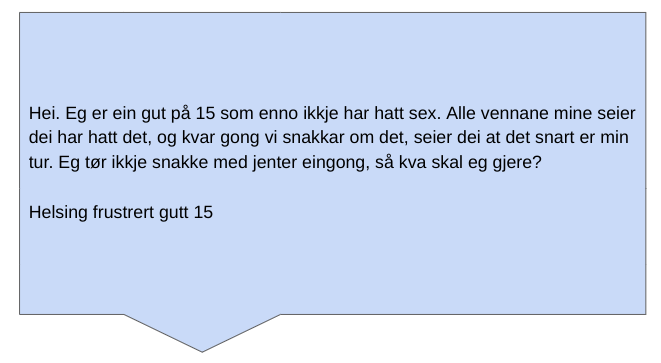 Hei. Eg er ein gut på 15 som enno ikkje har hatt sex. Alle vennane mine seier
dei har hatt det, og kvar gong vi snakkar om det, seier dei at det snart er min
tur. Eg tør ikkje snakke med jenter eingong, så kva skal eg gjere?
Helsing frustrert gutt 15